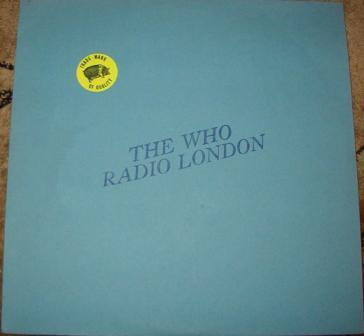 TRADE MARK
OF QUALITY
THE WHO
RADIO LONDON